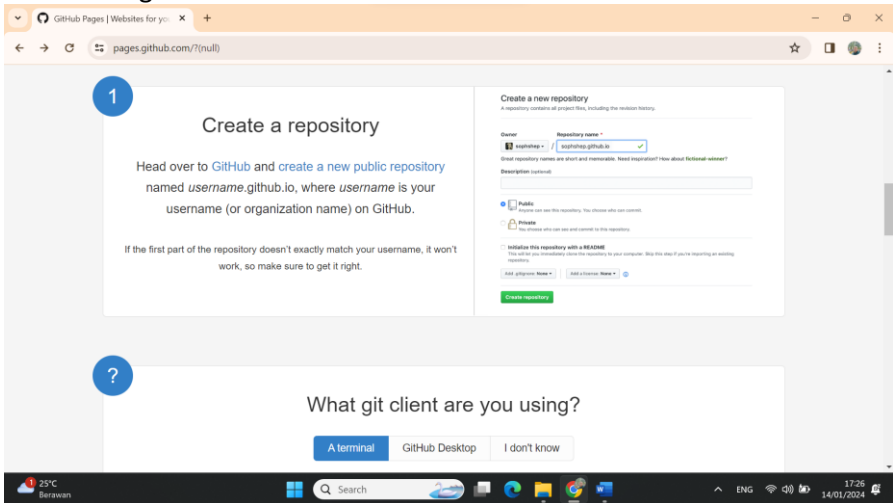 GitHub Pages | Websites for yo
pages.github.com/?(null)
1
Create a repository
Head over to GitHub and create a new public repository
named username.github.io, where username is your
username (or organization name) on GitHub.
If the first part of the repository doesn't exactly match your username, it won't
work, so make sure to get it right.
Create a new repository
A repository contains all project files, including the revision history.
Owner
Repository name *
sophshep / sophshep.github.io
Great repository names are short and memorable. Need inspiration? How about fictional-winner?
Description (optional)
Public
Anyone can see this repository. You choose who can commit.
Private
You choose who can see and commit to this repository.
Initialize this repository with a README
This will let you immediately clone the repository to your computer. Skip this step if you're importing an existing
repository.
Add .gitignore: None
Add a license: None
Create repository
?
What git client are you using?
A terminal
GitHub Desktop
I don't know
1
25°C
Berawan
Search
ENG
17:26
14/01/2024